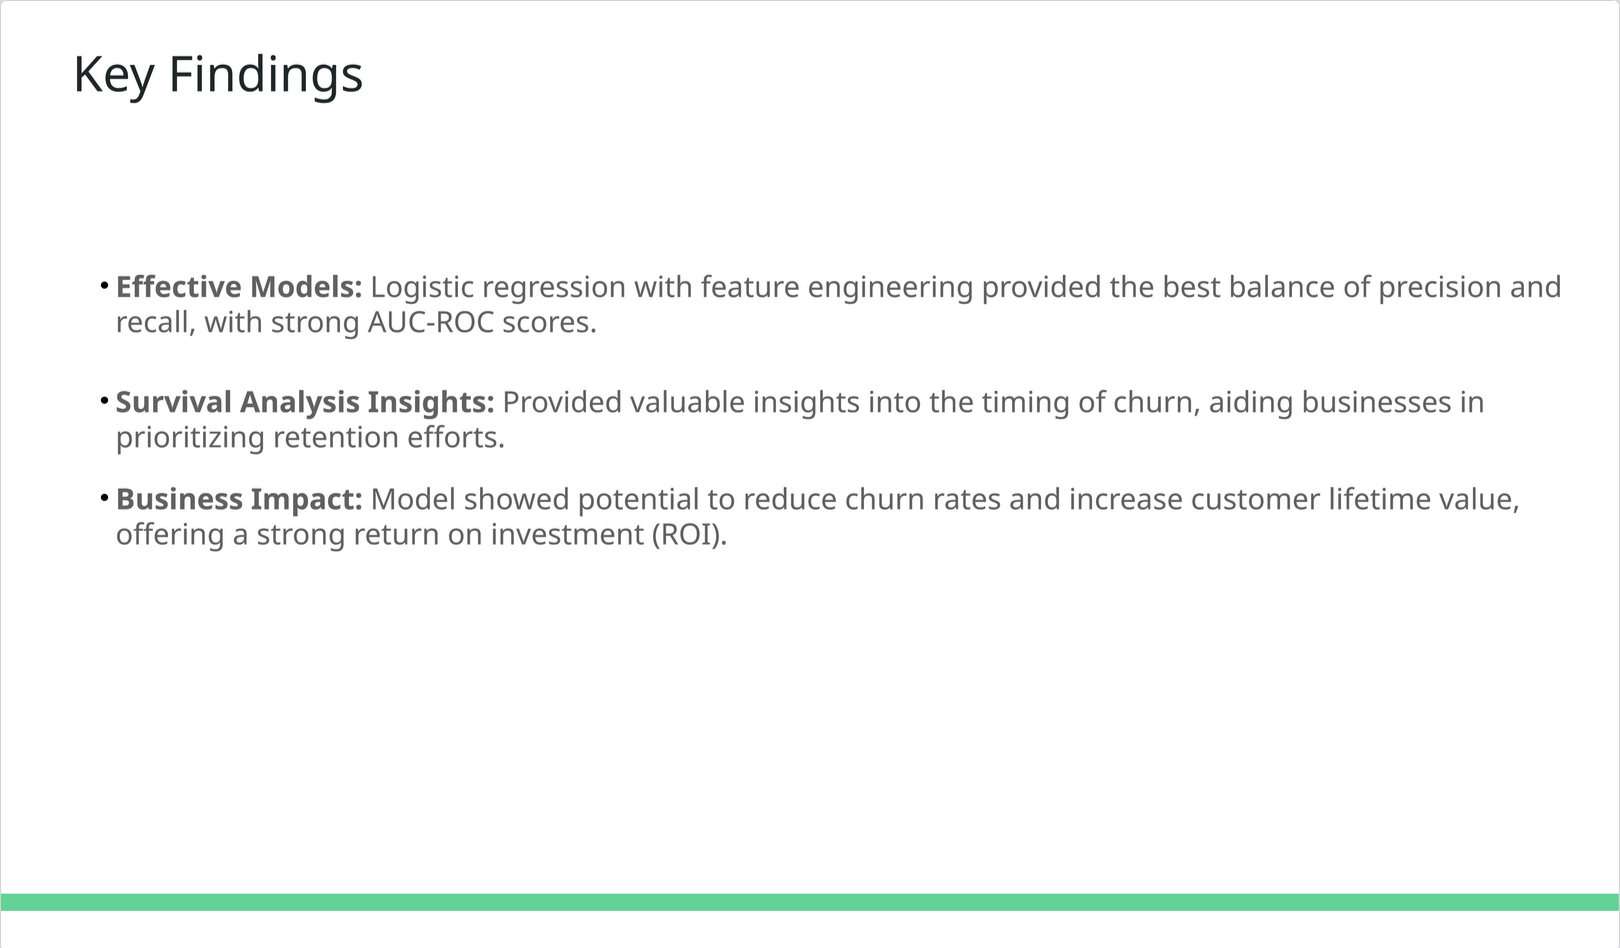 Key Findings
• Effective Models: Logistic regression with feature engineering provided the best balance of precision and
recall, with strong AUC-ROC scores.
• Survival Analysis Insights: Provided valuable insights into the timing of churn, aiding businesses in
prioritizing retention efforts.
• Business Impact: Model showed potential to reduce churn rates and increase customer lifetime value,
offering a strong return on investment (ROI).